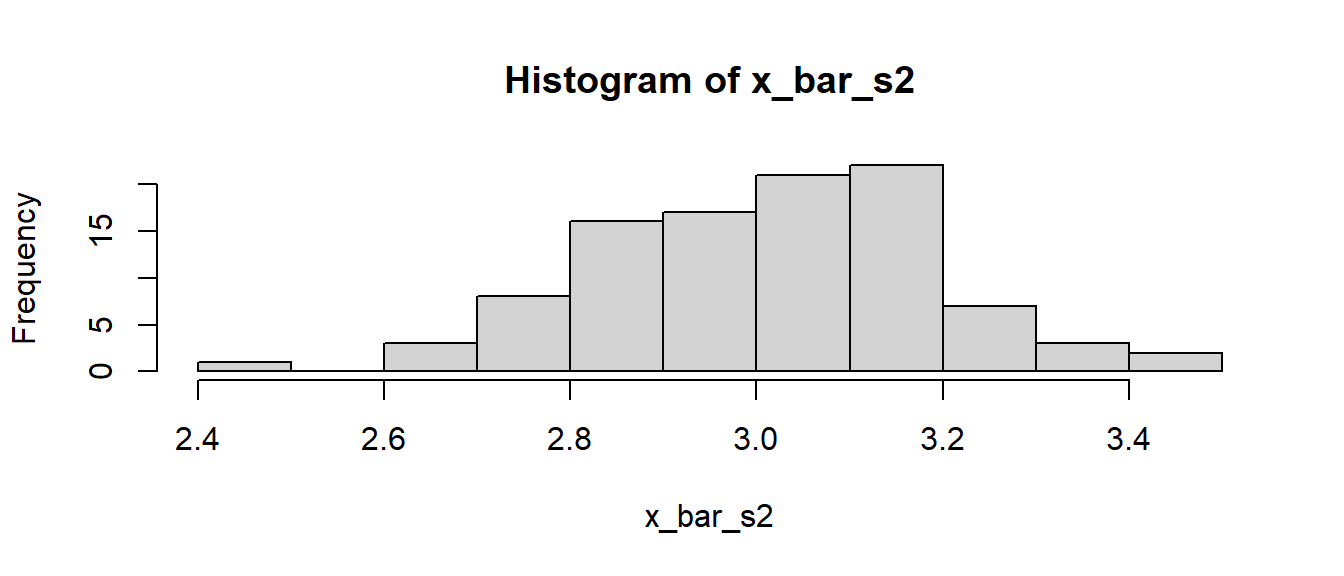 Histogram of x_bar_s2
Frequency
15
5
0
2.4 2.6 2.8 3.0 3.2 3.4
x_bar_s2